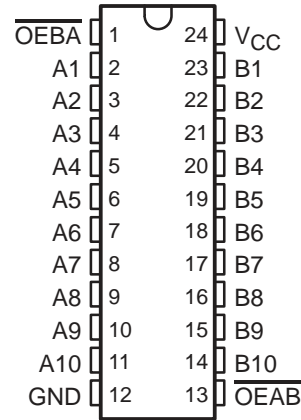 O̅E̅B̅A̅ 1 24 VCC
A1 2 23 B1
A2 3 22 B2
A3 4 21 B3
A4 5 20 B4
A5 6 19 B5
A6 7 18 B6
A7 8 17 B7
A8 9 16 B8
A9 10 15 B9
A10 11 14 B10
GND 12 13 O̅E̅A̅B̅